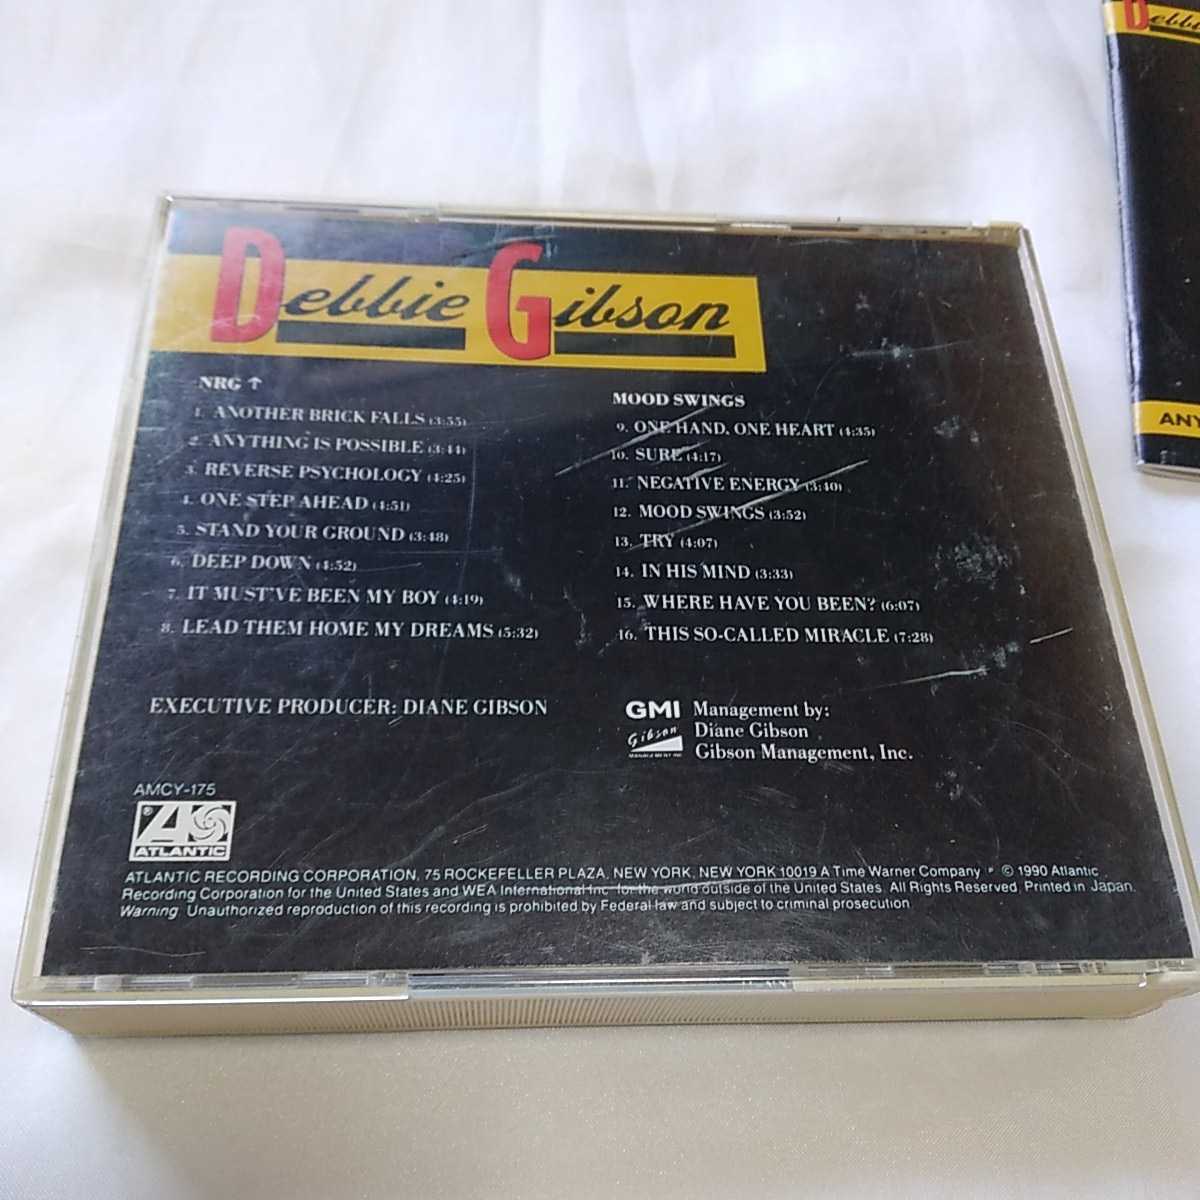 Debbie Gibson
NRG ↑
1. ANOTHER BRICK FALLS (3:55)
2. ANYTHING IS POSSIBLE (3:44)
3. REVERSE PSYCHOLOGY (4:25)
4. ONE STEP AHEAD (4:51)
5. STAND YOUR GROUND (3:48)
6. DEEP DOWN (4:52)
7. IT MUST'VE BEEN MY BOY (4:19)
8. LEAD THEM HOME MY DREAMS (5:32)
MOOD SWINGS
9. ONE HAND, ONE HEART (4:35)
10. SURE (4:17)
11. NEGATIVE ENERGY (3:40)
12. MOOD SWINGS (3:52)
13. TRY (4:07)
14. IN HIS MIND (3:33)
15. WHERE HAVE YOU BEEN? (6:07)
16. THIS SO-CALLED MIRACLE (7:28)
EXECUTIVE PRODUCER: DIANE GIBSON
GMI
Gibson
MANAGEMENT INC.
Management by:
Diane Gibson
Gibson Management, Inc.
AMCY-175
®
ATLANTIC
ATLANTIC RECORDING CORPORATION, 75 ROCKEFELLER PLAZA, NEW YORK, NEW YORK 10019 A Time Warner Company • © 1990 Atlantic
Recording Corporation for the United States and WEA International Inc. for the world outside of the United States. All Rights Reserved. Printed in Japan.
Warning: Unauthorized reproduction of this recording is prohibited by Federal law and subject to criminal prosecution.
Debbi
ANY